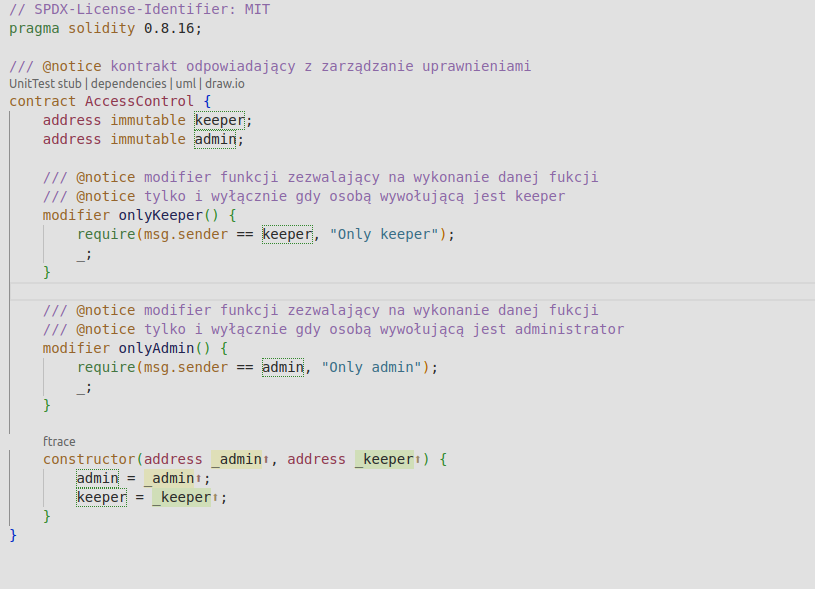 // SPDX-License-Identifier: MIT
pragma solidity 0.8.16;
/// @notice kontrakt odpowiadający z zarządzanie uprawnieniami
UnitTest stub | dependencies | uml | draw.io
contract AccessControl {
address immutable keeper;
address immutable admin;
/// @notice modifier funkcji zezwalający na wykonanie danej fukcji
/// @notice tylko i wyłącznie gdy osobą wywołującą jest keeper
modifier onlyKeeper() {
require(msg.sender == keeper, "Only keeper");
_;
}
/// @notice modifier funkcji zezwalający na wykonanie danej fukcji
/// @notice tylko i wyłącznie gdy osobą wywołującą jest administrator
modifier onlyAdmin() {
require(msg.sender == admin, "Only admin");
_;
}
ftrace
constructor(address _admin↑, address _keeper↑) {
admin = _admin↑;
keeper = _keeper↑;
}
}